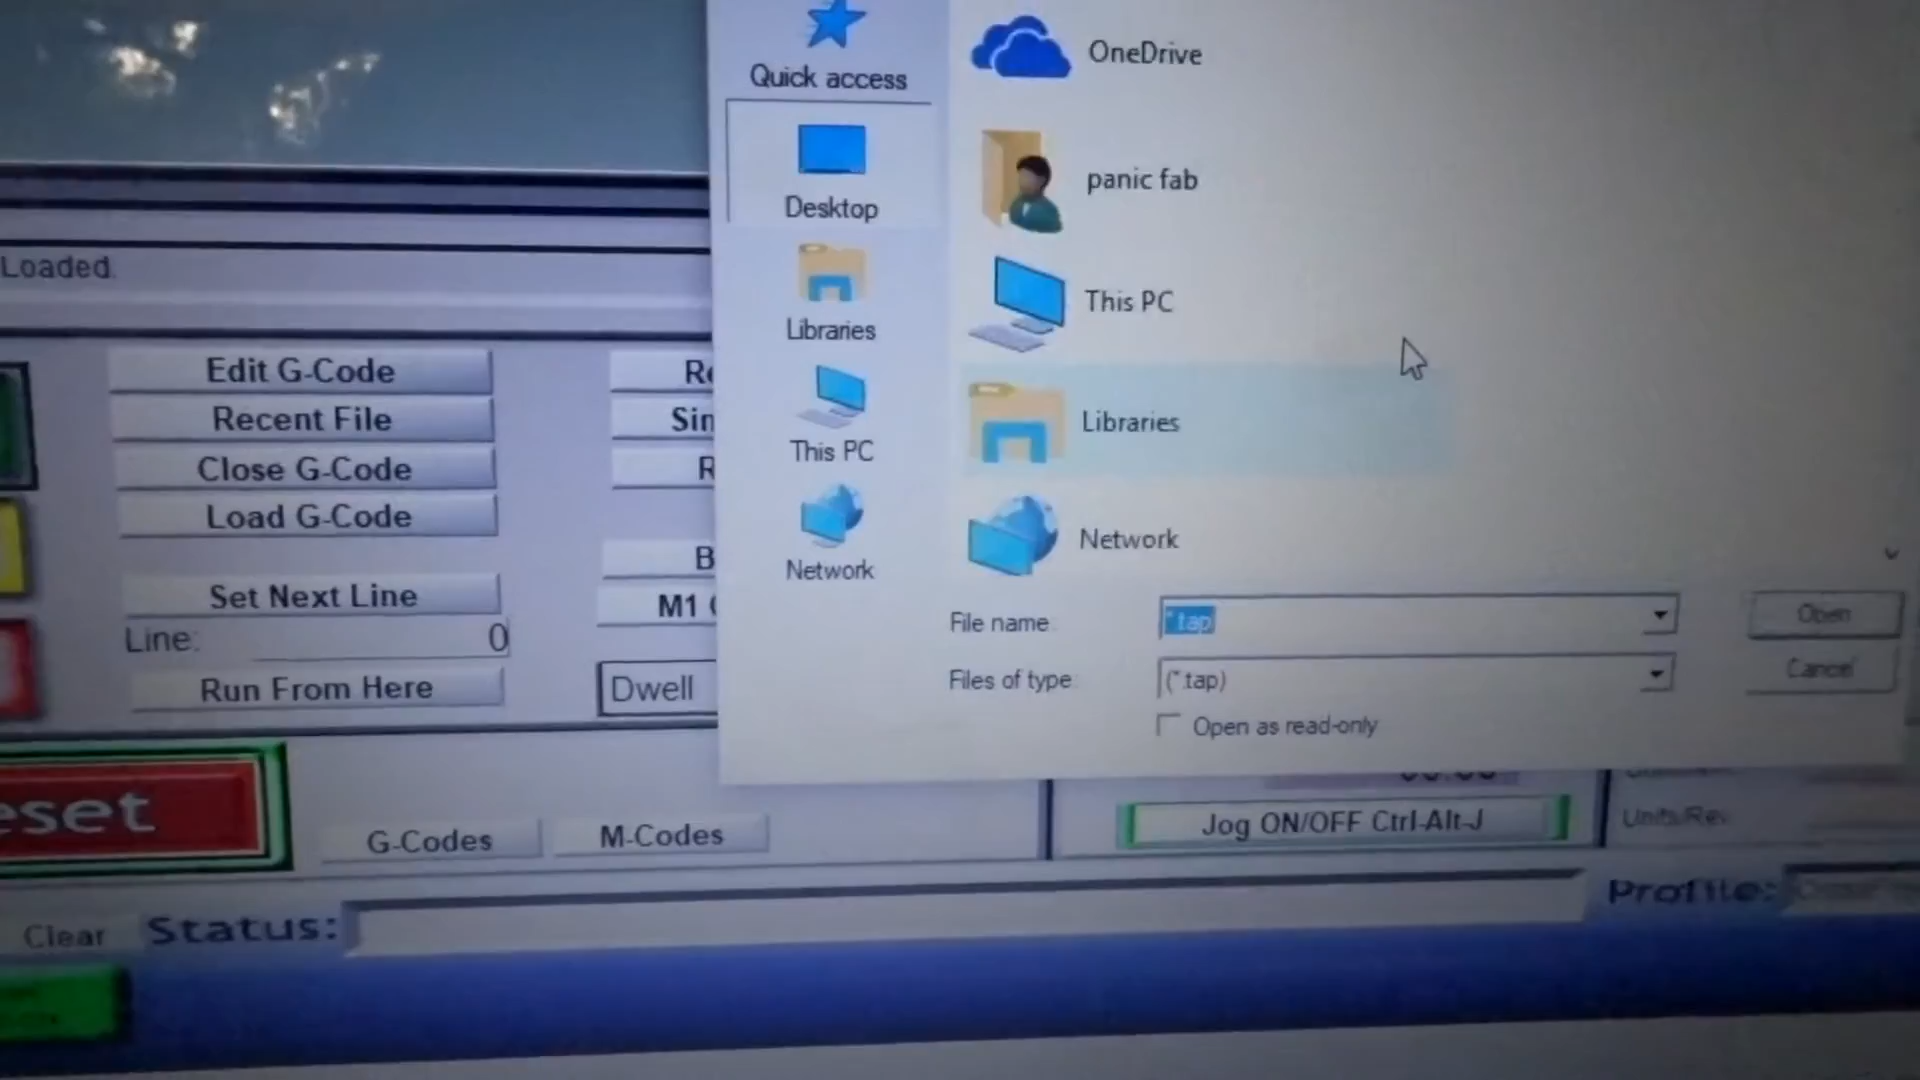 Quick access
OneDrive
panic fab
Desktop
Loaded.
This PC
Libraries
Edit G-Code
Recent File
Libraries
Close G-Code
This PC
Load G-Code
Network
Network
Set Next Line
File name:
*.tap
Open
Line:
0
M1
Files of type:
(*.tap)
Cancel
Run From Here
Dwell
Open as read-only
eset
G-Codes
M-Codes
Jog ON/OFF Ctrl-Alt-J
Units/Rev
Clear
Status:
Profile: